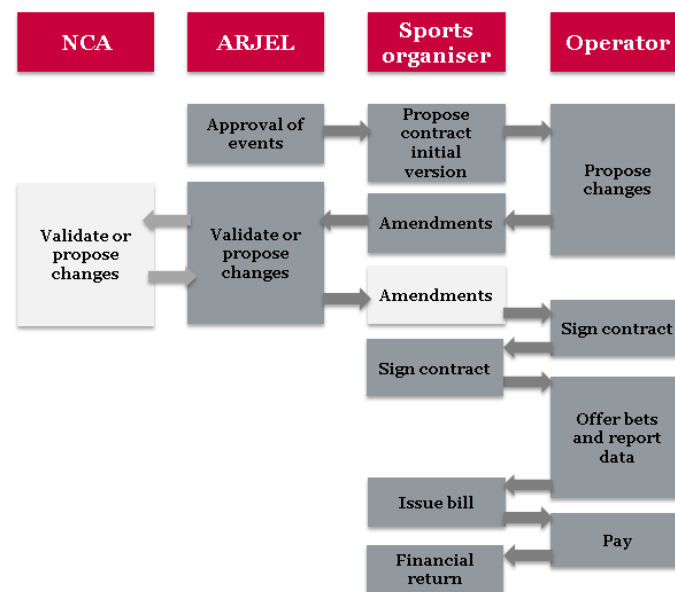 NCA
ARJEL
Sports
organiser
Operator
Approval of
events
Propose
contract
initial
version
Propose
changes
Validate or
propose
changes
Validate or
propose
changes
Amendments
Amendments
Sign contract
Sign contract
Offer bets
and report
data
Issue bill
Pay
Financial
return